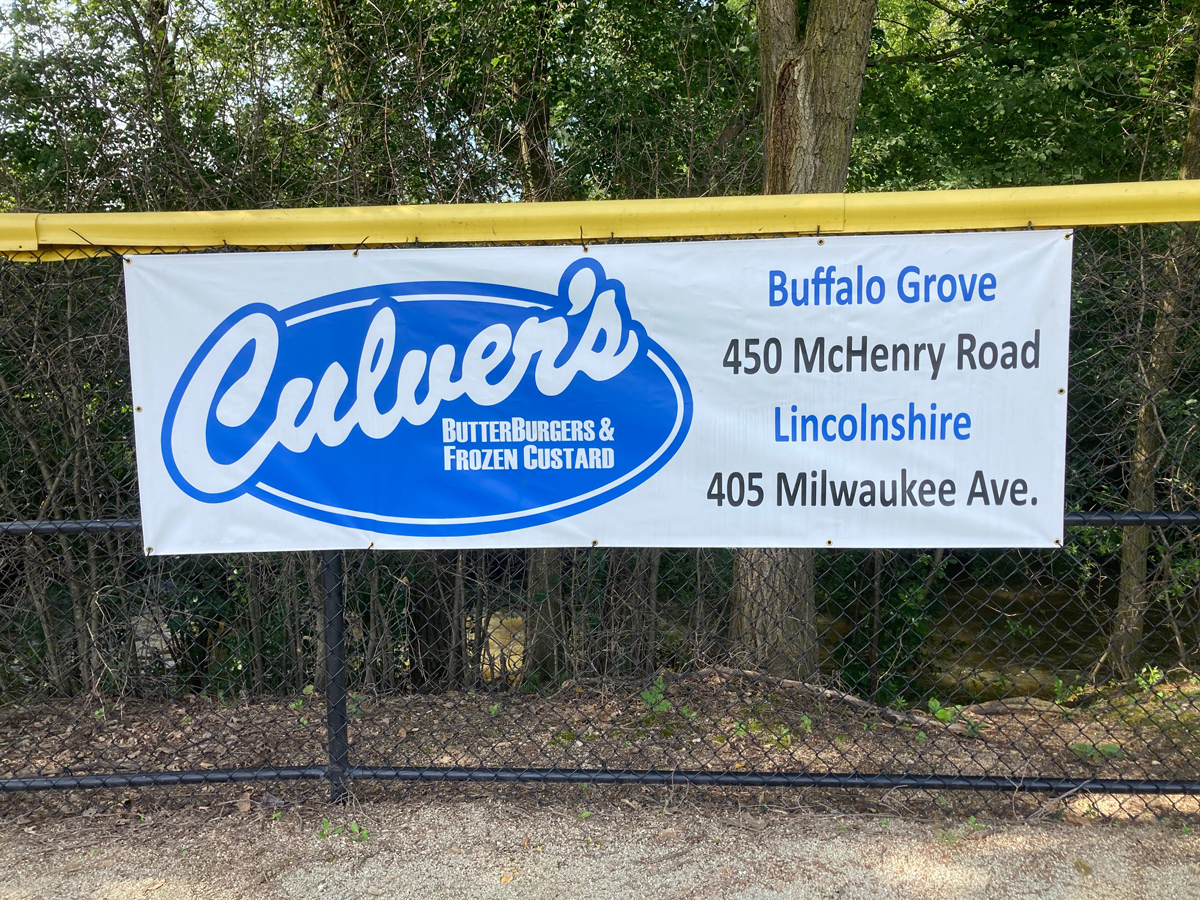 Culver's
ButterBurgers &
Frozen Custard
Buffalo Grove
450 McHenry Road
Lincolnshire
405 Milwaukee Ave.